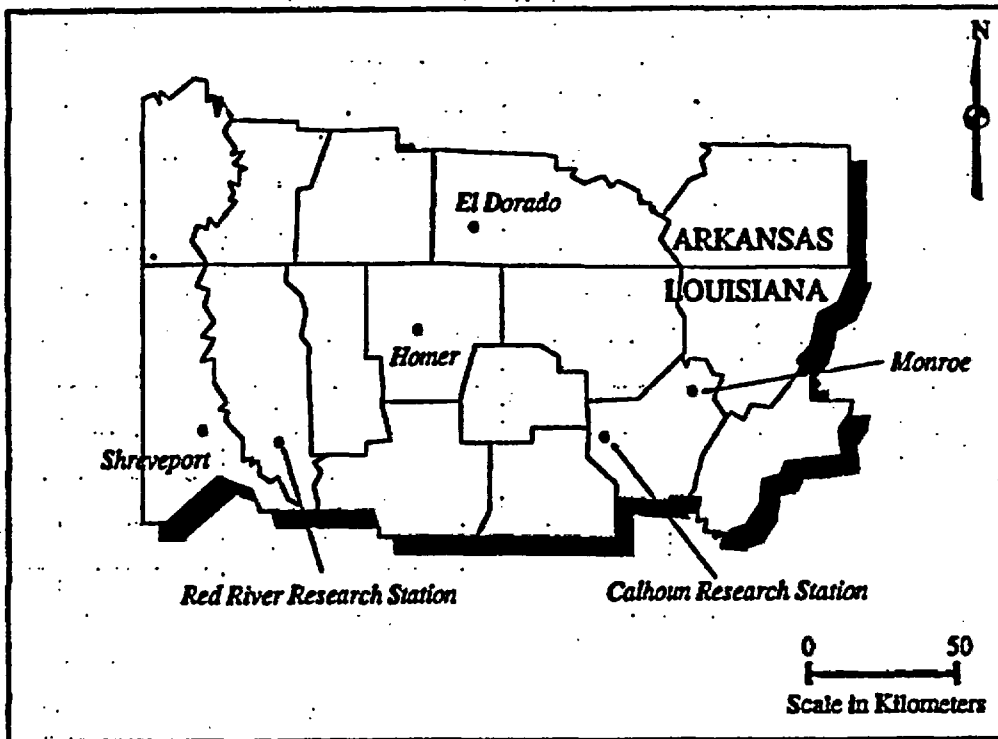 N
El Dorado
ARKANSAS
LOUISIANA
Homer
Monroe
Shreveport
Red River Research Station
Calhoun Research Station
0 50
Scale in Kilometers